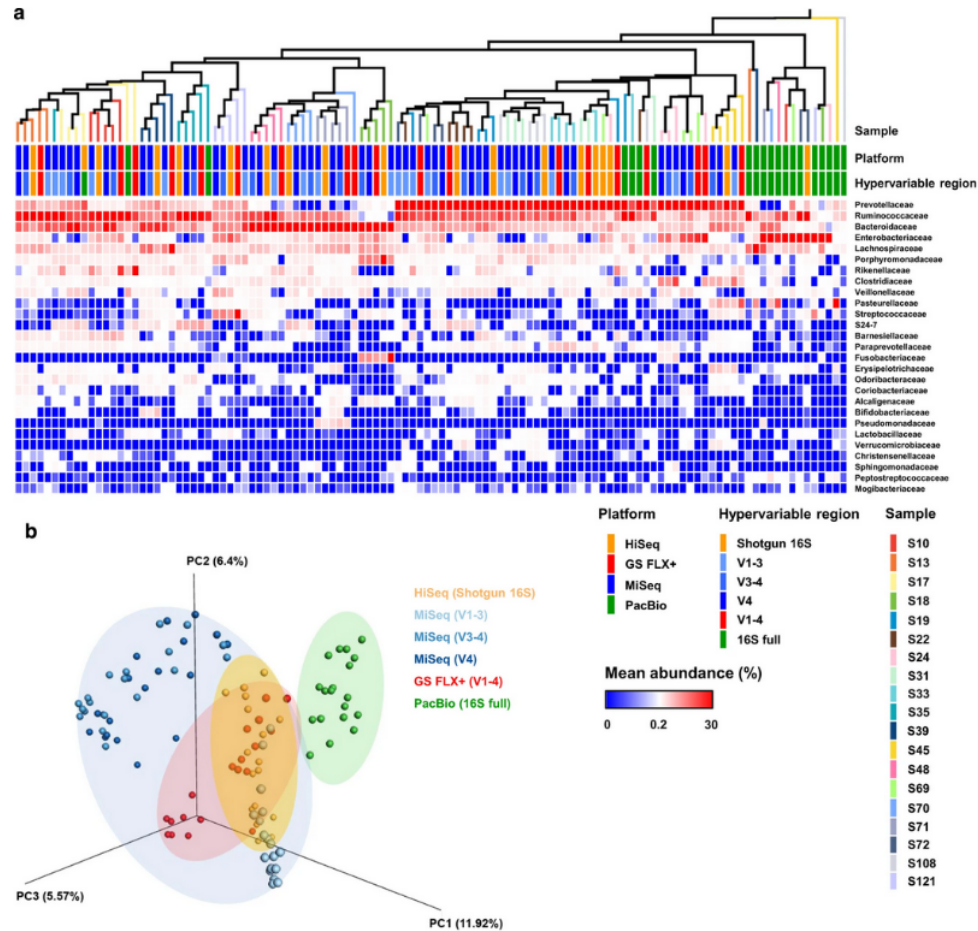 a
Sample
Platform
Hypervariable region
Prevotellaceae
Ruminococcaceae
Bacteroidaceae
Enterobacteriaceae
Lachnospiraceae
Porphyromonadaceae
Rikenellaceae
Clostridiaceae
Veillonellaceae
Pasteurellaceae
Streptococcaceae
S24-7
Barnesiellaceae
Paraprevotellaceae
Fusobacteriaceae
Erysipelotrichaceae
Odoribacteraceae
Coriobacteriaceae
Alcaligenaceae
Bifidobacteriaceae
Pseudomonadaceae
Lactobacillaceae
Verrucomicrobiaceae
Christensenellaceae
Sphingomonadaceae
Peptostreptococcaceae
Mogibacteriaceae
b
PC2 (6.4%)
PC3 (5.57%)
PC1 (11.92%)
HiSeq (Shotgun 16S)
MiSeq (V1-3)
MiSeq (V3-4)
MiSeq (V4)
GS FLX+ (V1-4)
PacBio (16S full)
Platform
HiSeq
GS FLX+
MiSeq
PacBio
Hypervariable region
Shotgun 16S
V1-3
V3-4
V4
V1-4
16S full
Mean abundance (%)
0 0.2 30
Sample
S10
S13
S17
S18
S19
S22
S24
S31
S33
S35
S39
S45
S48
S69
S70
S71
S72
S108
S121